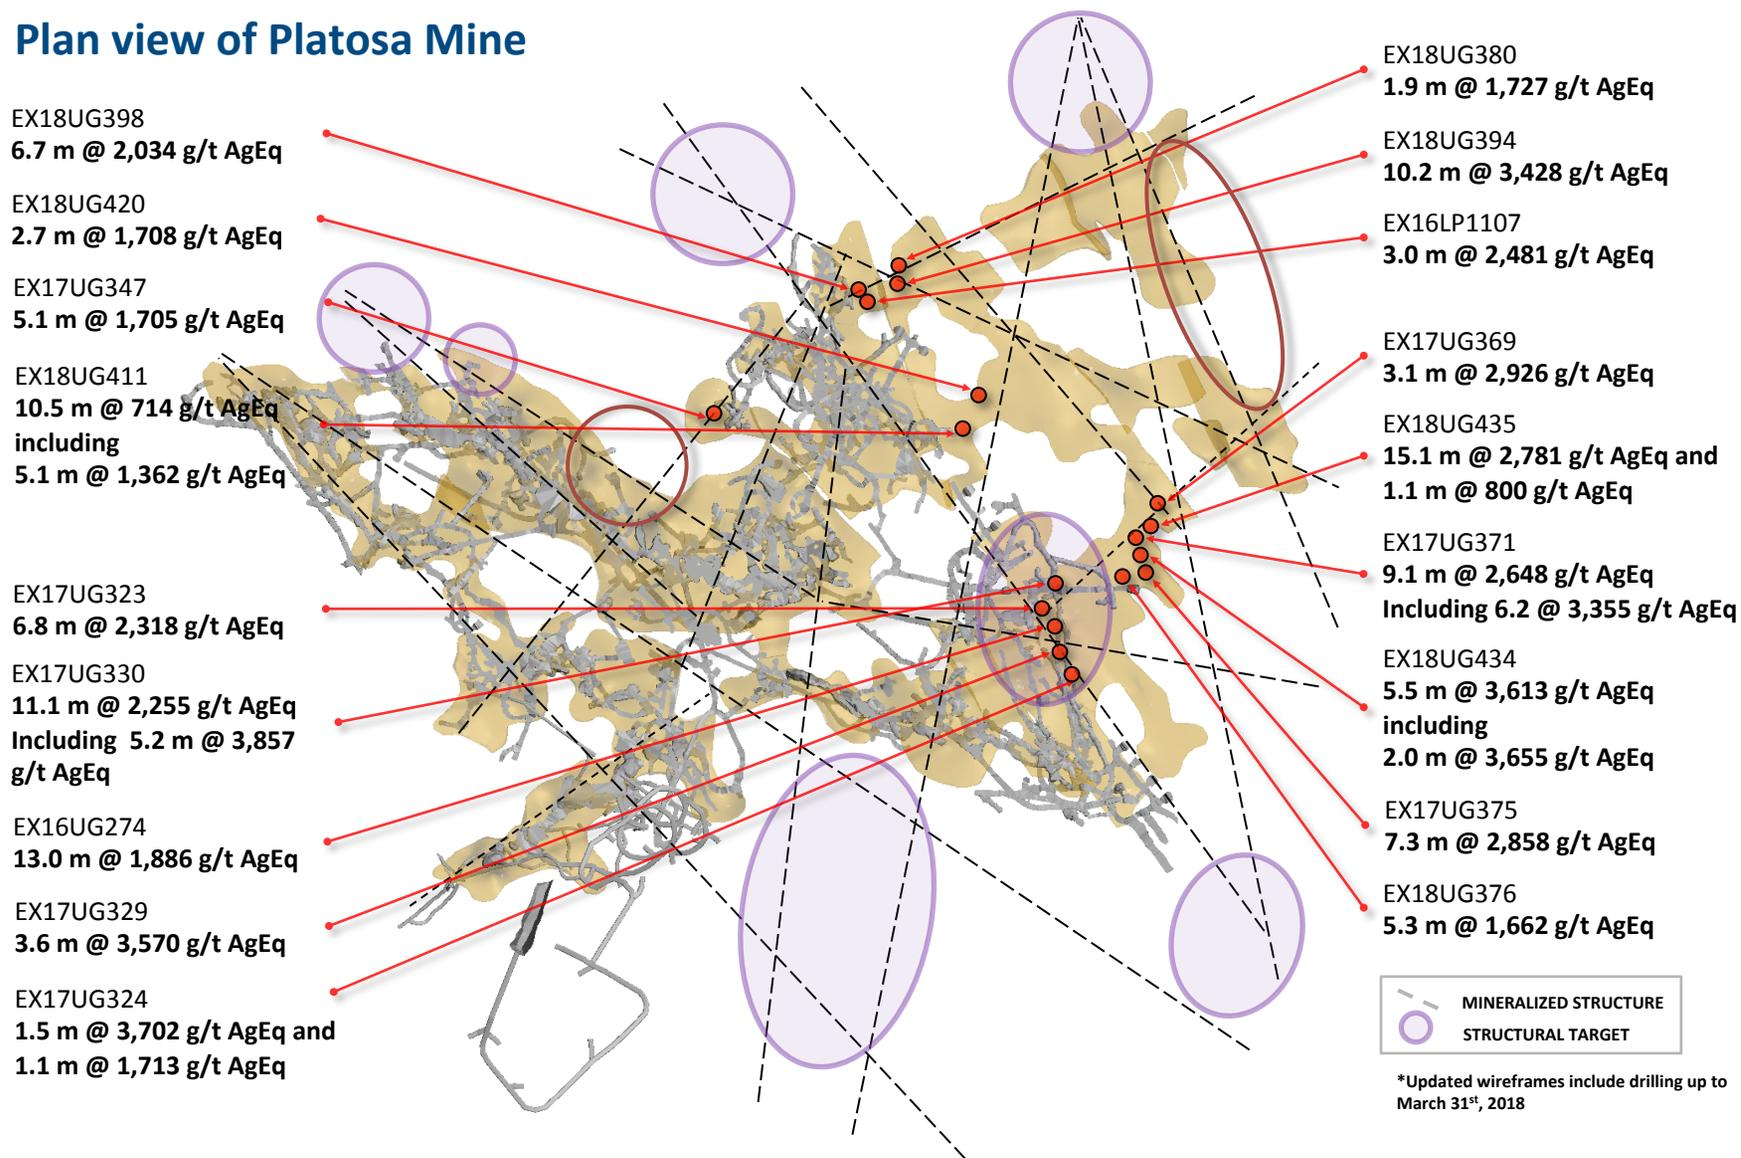 Plan view of Platosa Mine
EX18UG398
6.7 m @ 2,034 g/t AgEq
EX18UG420
2.7 m @ 1,708 g/t AgEq
EX17UG347
5.1 m @ 1,705 g/t AgEq
EX18UG411
10.5 m @ 714 g/t AgEq
including
5.1 m @ 1,362 g/t AgEq
EX17UG323
6.8 m @ 2,318 g/t AgEq
EX17UG330
11.1 m @ 2,255 g/t AgEq
Including 5.2 m @ 3,857
g/t AgEq
EX16UG274
13.0 m @ 1,886 g/t AgEq
EX17UG329
3.6 m @ 3,570 g/t AgEq
EX17UG324
1.5 m @ 3,702 g/t AgEq and
1.1 m @ 1,713 g/t AgEq
EX18UG380
1.9 m @ 1,727 g/t AgEq
EX18UG394
10.2 m @ 3,428 g/t AgEq
EX16LP1107
3.0 m @ 2,481 g/t AgEq
EX17UG369
3.1 m @ 2,926 g/t AgEq
EX18UG435
15.1 m @ 2,781 g/t AgEq and
1.1 m @ 800 g/t AgEq
EX17UG371
9.1 m @ 2,648 g/t AgEq
Including 6.2 @ 3,355 g/t AgEq
EX18UG434
5.5 m @ 3,613 g/t AgEq
including
2.0 m @ 3,655 g/t AgEq
EX17UG375
7.3 m @ 2,858 g/t AgEq
EX18UG376
5.3 m @ 1,662 g/t AgEq
MINERALIZED STRUCTURE
STRUCTURAL TARGET
*Updated wireframes include drilling up to
March 31st, 2018